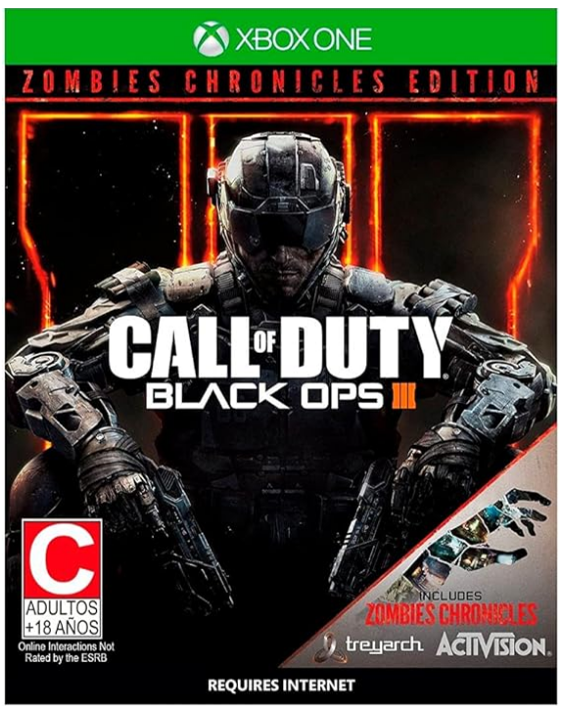 XBOX ONE
ZOMBIES CHRONICLES EDITION
CALL OF DUTY
BLACK OPS III
C
ADULTOS
+18 AÑOS
Online Interactions Not
Rated by the ESRB
INCLUDES
ZOMBIES CHRONICLES
treyarch ACTIVISION.
REQUIRES INTERNET